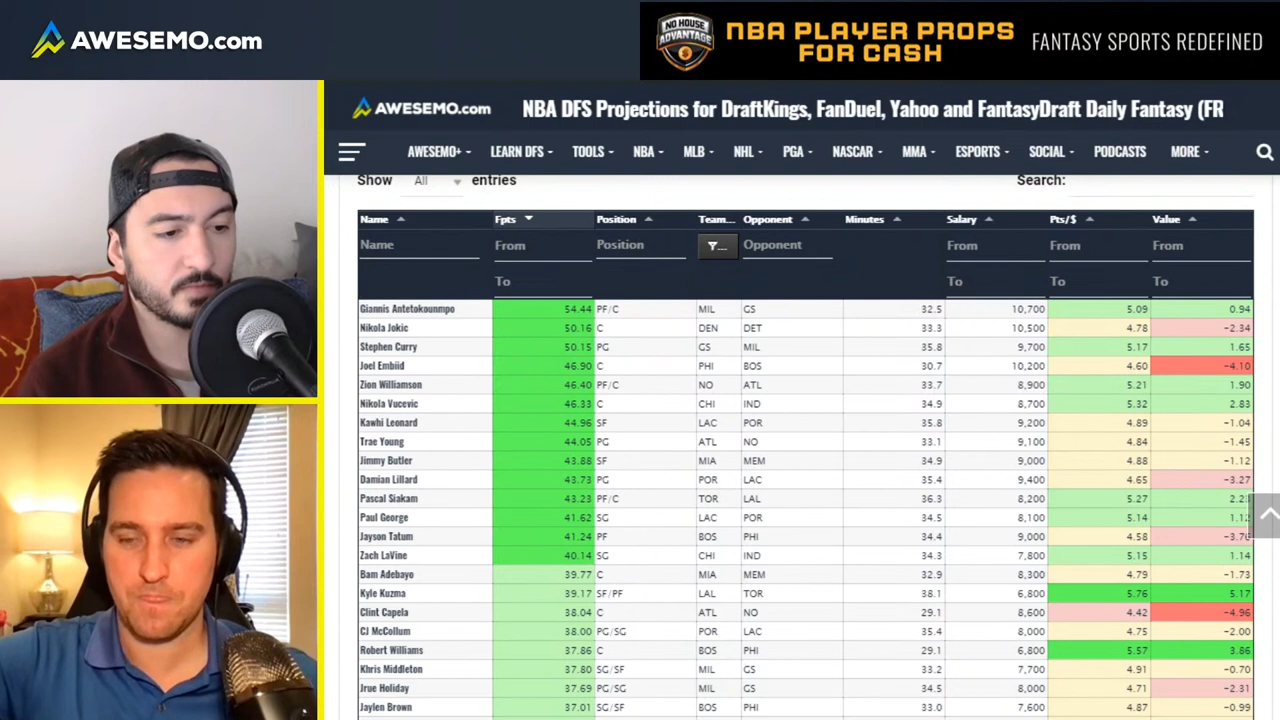 AWESEMO.com
NO HOUSE ADVANTAGE
NBA PLAYER PROPS
FOR CASH
FANTASY SPORTS REDEFINED
AWESEMO.com NBA DFS Projections for DraftKings, FanDuel, Yahoo and FantasyDraft Daily Fantasy (FR
AWESEMO+ LEARN DFS TOOLS NBA MLB NHL PGA NASCAR MMA ESPORTS SOCIAL PODCASTS MORE
Show All entries Search:
Name Fpts Position Team... Opponent Minutes Salary Pts/$ Value
Name From Position ... Opponent From From From
To To To To
Giannis Antetokounmpo 54.44 PF/C MIL GS 32.5 10,700 5.09 0.94
Nikola Jokic 50.16 C DEN DET 33.3 10,500 4.78 -2.34
Stephen Curry 50.15 PG GS MIL 35.8 9,700 5.17 1.65
Joel Embiid 46.90 C PHI BOS 30.7 10,200 4.60 -4.10
Zion Williamson 46.40 PF/C NO ATL 33.7 8,900 5.21 1.90
Nikola Vucevic 46.33 C CHI IND 34.9 8,700 5.32 2.83
Kawhi Leonard 44.96 SF LAC POR 35.8 9,200 4.89 -1.04
Trae Young 44.05 PG ATL NO 33.1 9,100 4.84 -1.45
Jimmy Butler 43.88 SF MIA MEM 34.9 9,000 4.88 -1.12
Damian Lillard 43.73 PG POR LAC 35.4 9,400 4.65 -3.27
Pascal Siakam 43.23 PF/C TOR LAL 36.3 8,200 5.27
Paul George 41.62 SG LAC POR 34.5 8,100 5.14
Jayson Tatum 41.24 PF BOS PHI 34.4 9,000 4.58
Zach LaVine 40.14 SG CHI IND 34.3 7,800 5.15 1.14
Bam Adebayo 39.77 C MIA MEM 32.9 8,300 4.79 -1.73
Kyle Kuzma 39.17 SF/PF LAL TOR 38.1 6,800 5.76 5.17
Clint Capela 38.04 C ATL NO 29.1 8,600 4.42 -4.96
CJ McCollum 38.00 PG/SG POR LAC 35.4 8,000 4.75 -2.00
Robert Williams 37.86 C BOS PHI 29.1 6,800 5.57 3.86
Khris Middleton 37.80 SG/SF MIL GS 33.2 7,700 4.91 -0.70
Jrue Holiday 37.69 PG/SG MIL GS 34.5 8,000 4.71 -2.31
Jaylen Brown 37.01 SG/SF BOS PHI 33.0 7,600 4.87 -0.99